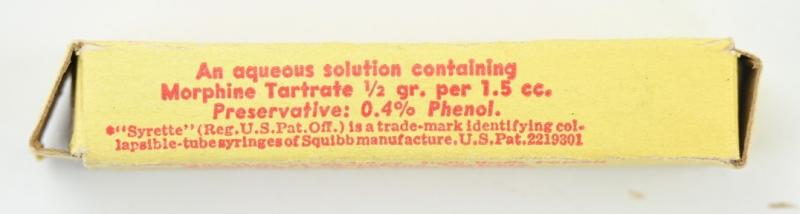 An aqueous solution containing
Morphine Tartrate ½ gr. per 1.5 cc.
Preservative: 0.4% Phenol.
*"Syrette" (Reg.U.S.Pat.Off.) is a trade-mark identifying col-
lapsible-tube syringes of Squibb manufacture. U.S.Pat.2219301